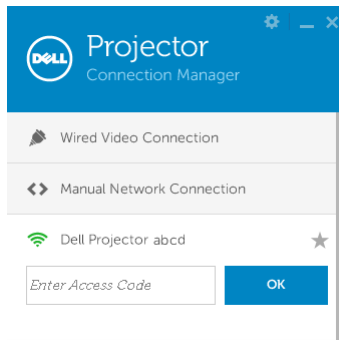 DELL
Projector
Connection Manager
Wired Video Connection
Manual Network Connection
Dell Projector abcd
Enter Access Code
OK